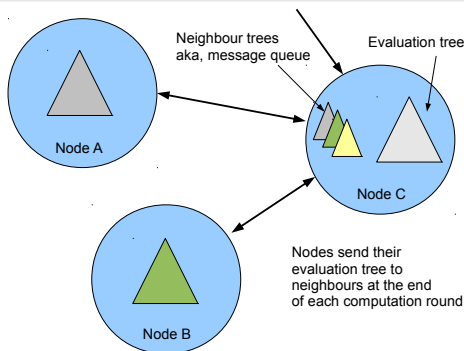 Neighbour trees
aka, message queue
Evaluation tree
Node A
Node C
Node B
Nodes send their
evaluation tree to
neighbours at the end
of each computation round